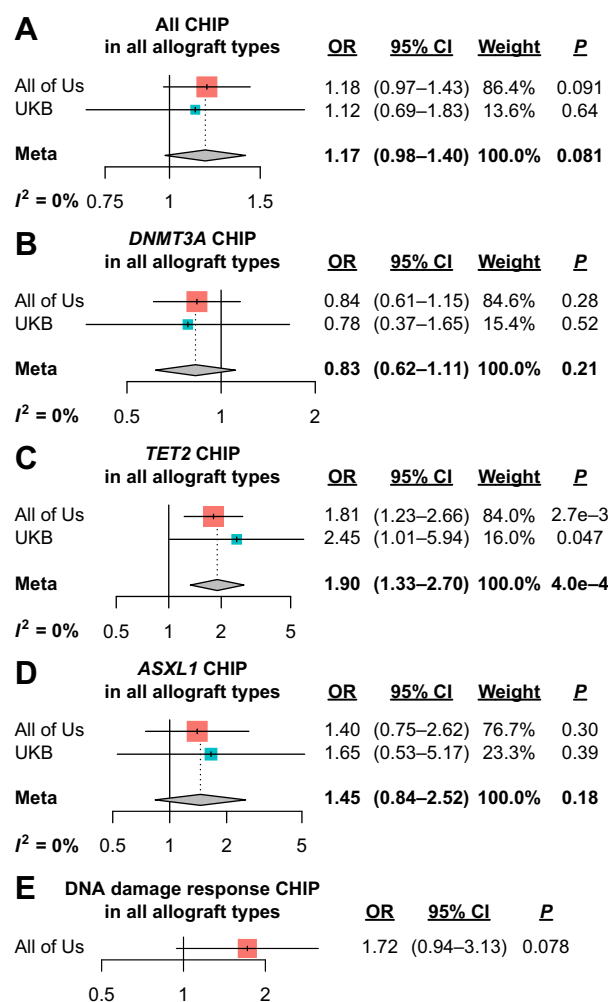 A All CHIP
in all allograft types OR 95% CI Weight P
All of Us 1.18 (0.97–1.43) 86.4% 0.091
UKB 1.12 (0.69–1.83) 13.6% 0.64
Meta 1.17 (0.98–1.40) 100.0% 0.081
I² = 0% 0.75 1 1.5
B DNMT3A CHIP
in all allograft types OR 95% CI Weight P
All of Us 0.84 (0.61–1.15) 84.6% 0.28
UKB 0.78 (0.37–1.65) 15.4% 0.52
Meta 0.83 (0.62–1.11) 100.0% 0.21
I² = 0% 0.5 1 2
C TET2 CHIP
in all allograft types OR 95% CI Weight P
All of Us 1.81 (1.23–2.66) 84.0% 2.7e–3
UKB 2.45 (1.01–5.94) 16.0% 0.047
Meta 1.90 (1.33–2.70) 100.0% 4.0e–4
I² = 0% 0.5 1 2 5
D ASXL1 CHIP
in all allograft types OR 95% CI Weight P
All of Us 1.40 (0.75–2.62) 76.7% 0.30
UKB 1.65 (0.53–5.17) 23.3% 0.39
Meta 1.45 (0.84–2.52) 100.0% 0.18
I² = 0% 0.5 1 2 5
E DNA damage response CHIP
in all allograft types OR 95% CI P
All of Us 1.72 (0.94–3.13) 0.078
0.5 1 2